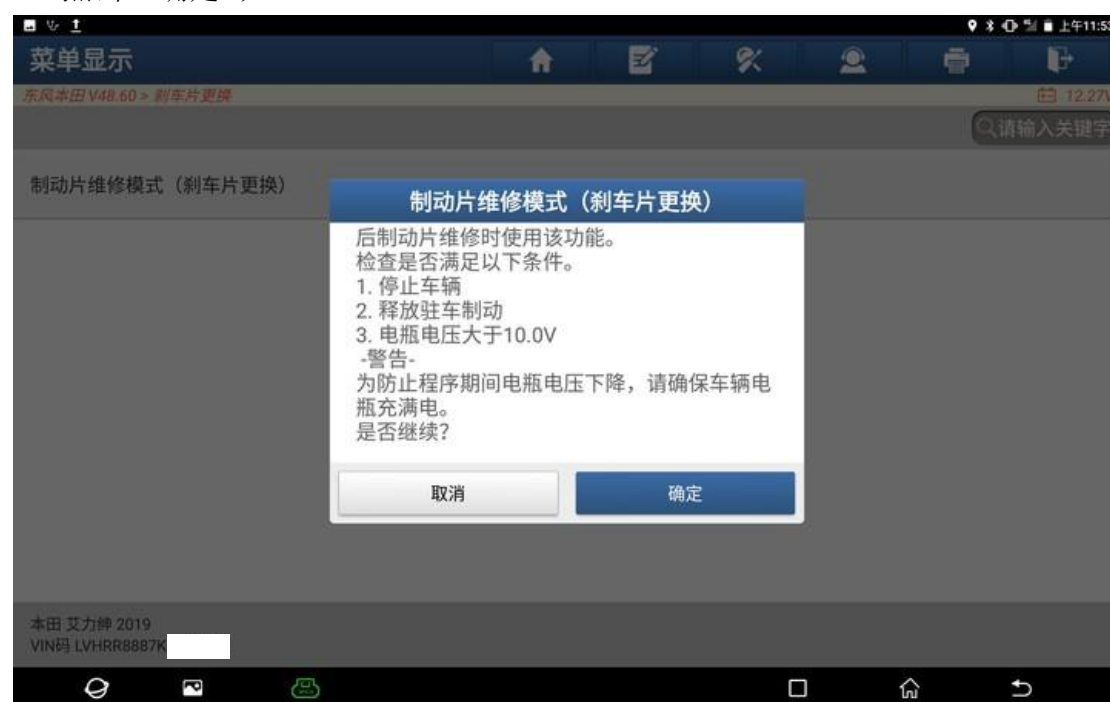 上午11:53
菜单显示
东风本田 V48.60 > 刹车片更换
12.27V
请输入关键字
制动片维修模式（刹车片更换）
制动片维修模式（刹车片更换）
后制动片维修时使用该功能。
检查是否满足以下条件。
1. 停止车辆
2. 释放驻车制动
3. 电瓶电压大于10.0V
-警告-
为防止程序期间电瓶电压下降，请确保车辆电
瓶充满电。
是否继续？
取消
确定
本田 艾力绅 2019
VIN码 LVHRR8887K